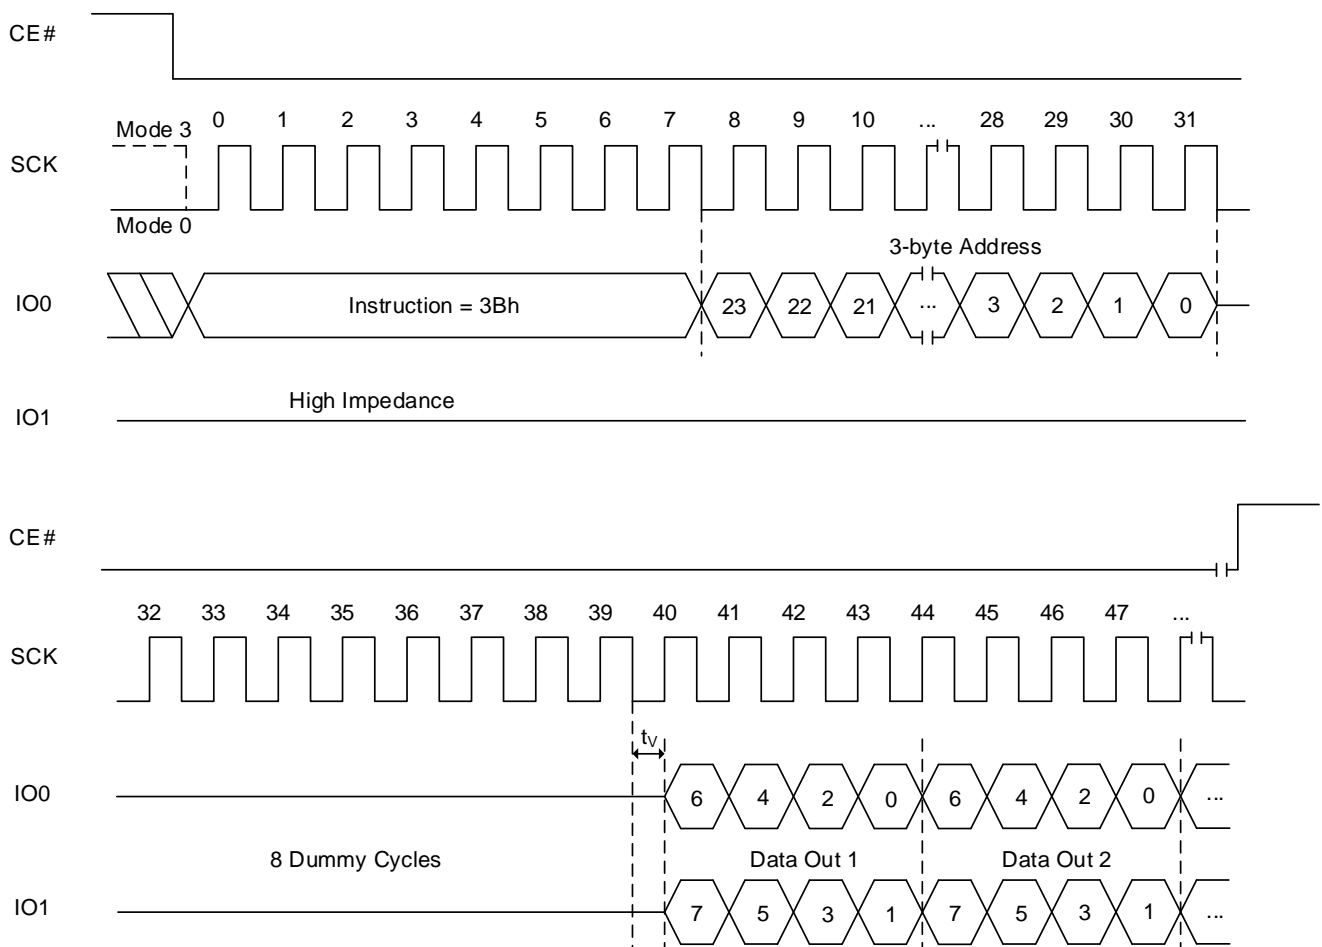 CE#
Mode 3 0 1 2 3 4 5 6 7 8 9 10 ... 28 29 30 31
SCK
Mode 0
3-byte Address
IO0 Instruction = 3Bh 23 22 21 ... 3 2 1 0
High Impedance
IO1
CE#
32 33 34 35 36 37 38 39 40 41 42 43 44 45 46 47 ...
SCK
tV
IO0 6 4 2 0 6 4 2 0 ...
8 Dummy Cycles Data Out 1 Data Out 2
IO1 7 5 3 1 7 5 3 1 ...